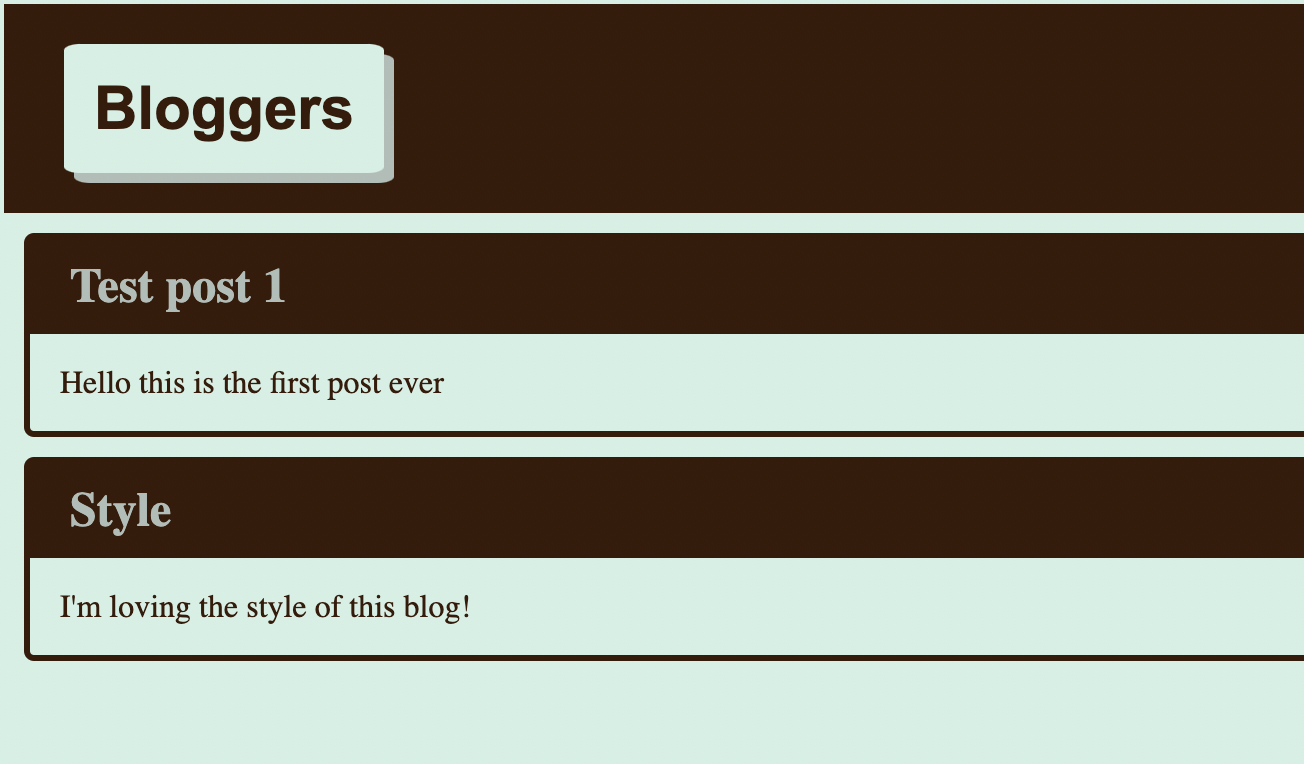 Bloggers
Test post 1
Hello this is the first post ever
Style
I'm loving the style of this blog!